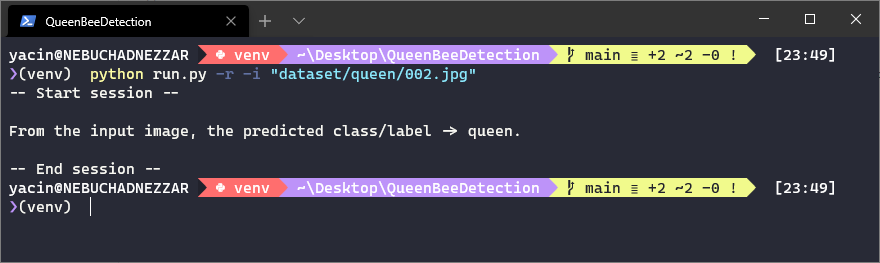 QueenBeeDetection
yacin@NEBUCHADNEZZAR venv ~\Desktop\QueenBeeDetection main ≡ +2 ~2 -0 ! [23:49]
❯(venv) python run.py -r -i "dataset/queen/002.jpg"
-- Start session --
From the input image, the predicted class/label -> queen.
-- End session --
yacin@NEBUCHADNEZZAR venv ~\Desktop\QueenBeeDetection main ≡ +2 ~2 -0 ! [23:49]
❯(venv)